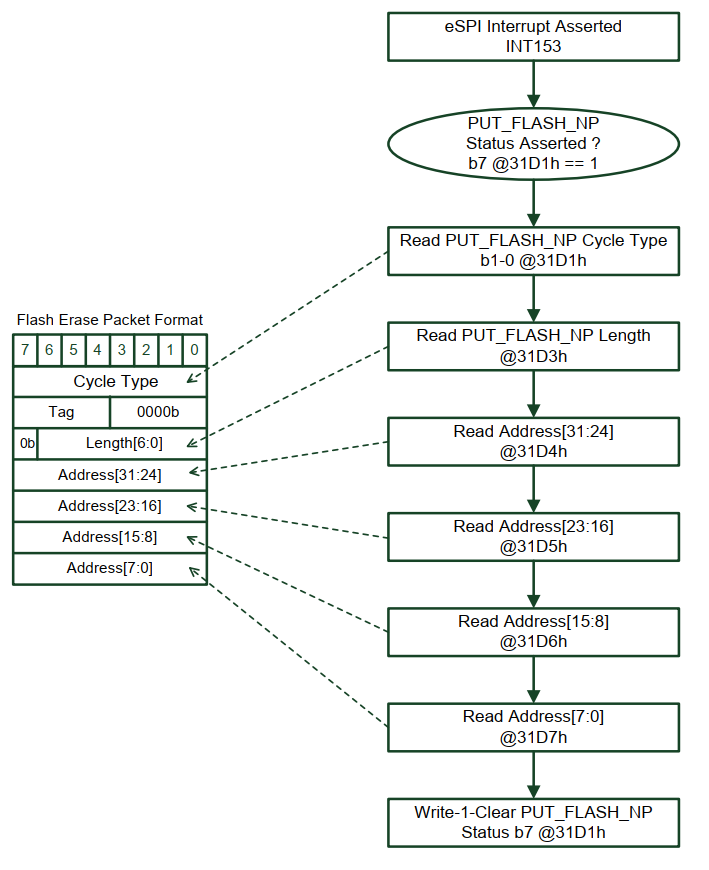 eSPI Interrupt Asserted
INT153
PUT_FLASH_NP
Status Asserted ?
b7 @31D1h == 1
Read PUT_FLASH_NP Cycle Type
b1-0 @31D1h
Read PUT_FLASH_NP Length
@31D3h
Read Address[31:24]
@31D4h
Read Address[23:16]
@31D5h
Read Address[15:8]
@31D6h
Read Address[7:0]
@31D7h
Write-1-Clear PUT_FLASH_NP
Status b7 @31D1h
Flash Erase Packet Format
7 6 5 4 3 2 1 0
Cycle Type
Tag 0000b
0b Length[6:0]
Address[31:24]
Address[23:16]
Address[15:8]
Address[7:0]